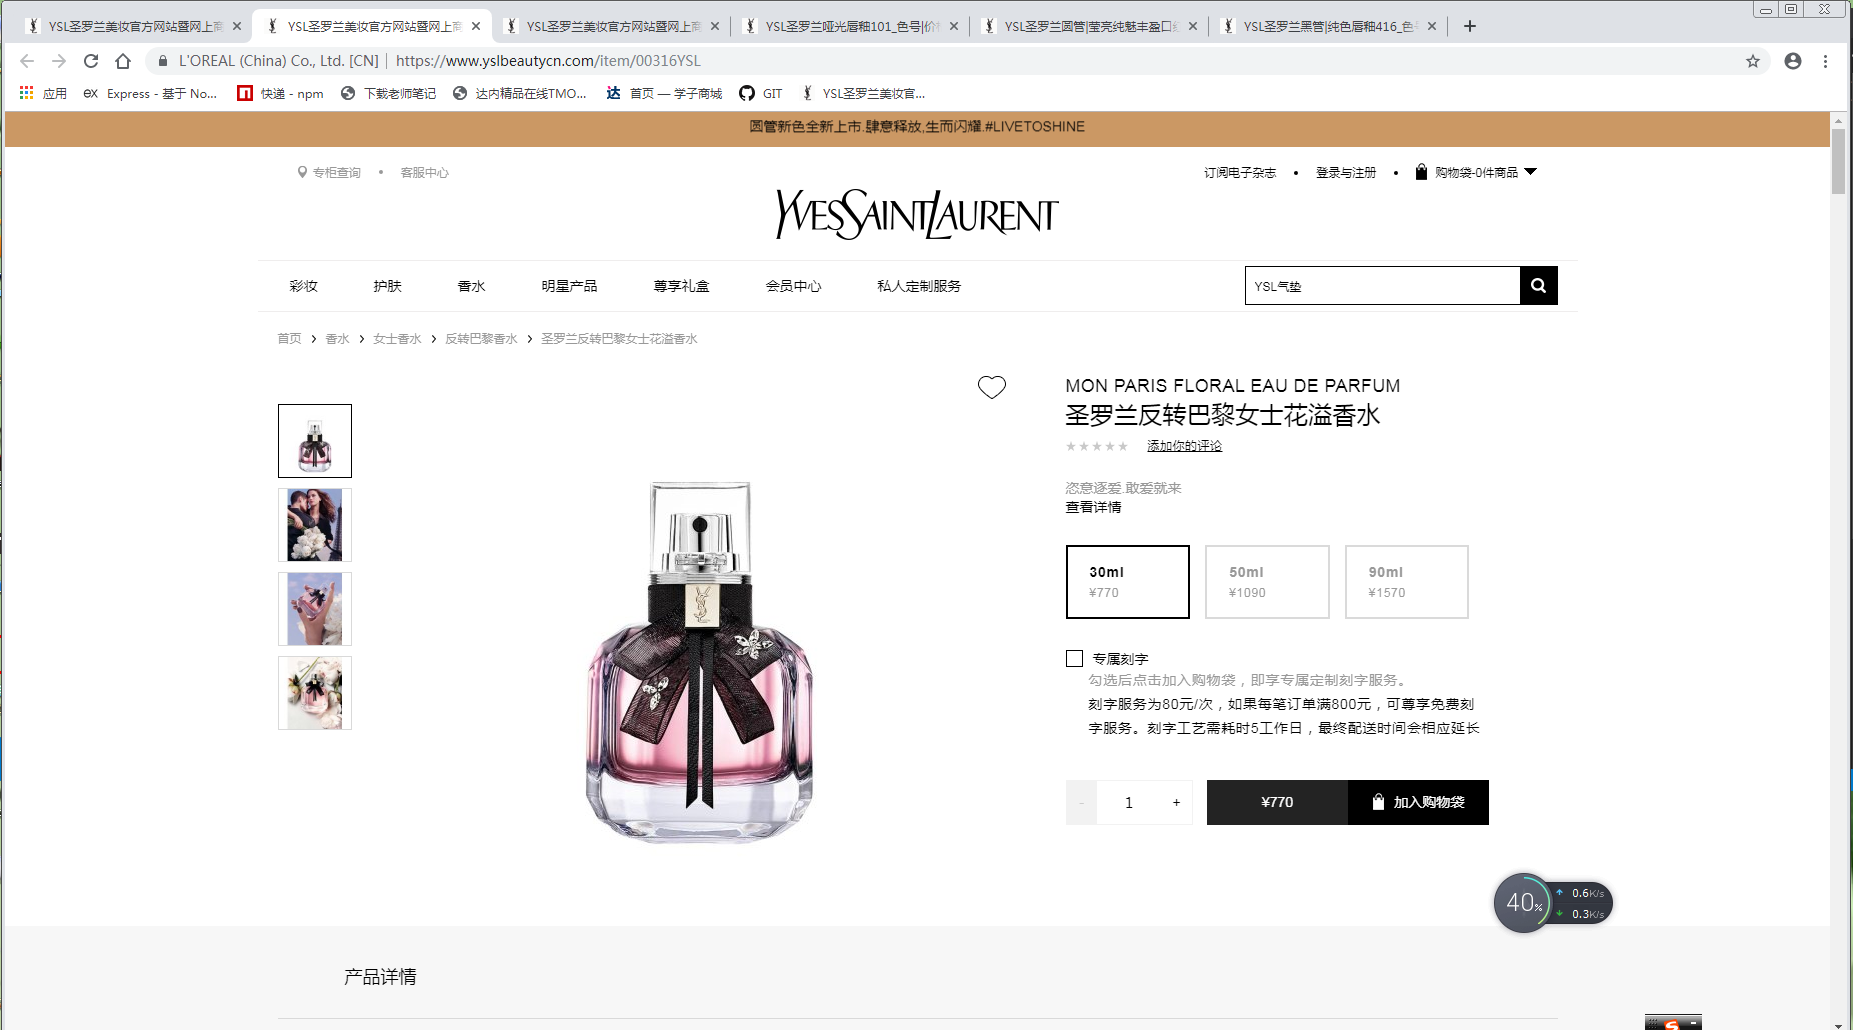 YSL圣罗兰美妆官方网站暨网上商
YSL圣罗兰美妆官方网站暨网上商
YSL圣罗兰美妆官方网站暨网上商
YSL圣罗兰哑光唇釉101_色号|价格
YSL圣罗兰圆管|莹亮纯魅丰盈口红
YSL圣罗兰黑管|纯色唇釉416_色号
L'OREAL (China) Co., Ltd. [CN] | https://www.yslbeautycn.com/item/00316YSL
应用
ex Express - 基于 No...
快递 - npm
下载老师笔记
达内精品在线TMO...
达 首页 — 学子商城
GIT
YSL圣罗兰美妆官...
圆管新色全新上市.肆意释放,生而闪耀.#LIVETOSHINE
专柜查询 • 客服中心
订阅电子杂志 • 登录与注册 • 购物袋-0件商品
YVESSAINTLAURENT
彩妆 护肤 香水 明星产品 尊享礼盒 会员中心 私人定制服务
YSL气垫
首页 > 香水 > 女士香水 > 反转巴黎香水 > 圣罗兰反转巴黎女士花溢香水
MON PARIS FLORAL EAU DE PARFUM
圣罗兰反转巴黎女士花溢香水
添加你的评论
恣意逐爱.敢爱就来
查看详情
30ml 50ml 90ml
¥770 ¥1090 ¥1570
专属刻字
勾选后点击加入购物袋，即享专属定制刻字服务。
刻字服务为80元/次，如果每笔订单满800元，可尊享免费刻
字服务。刻字工艺需耗时5工作日，最终配送时间会相应延长
- 1 + ¥770 加入购物袋
40% 0.6K/s
0.3K/s
产品详情